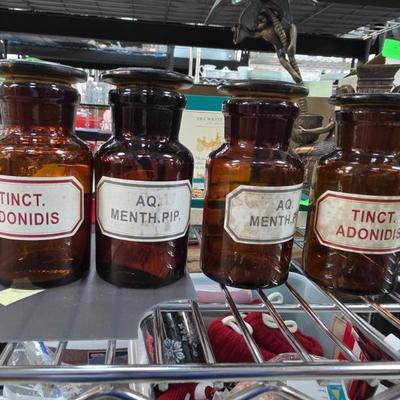 TINCT.
ADONIDIS
AQ.
MENTH.PIP.
AQ.
MENTH.P
TINCT.
ADONIDIS